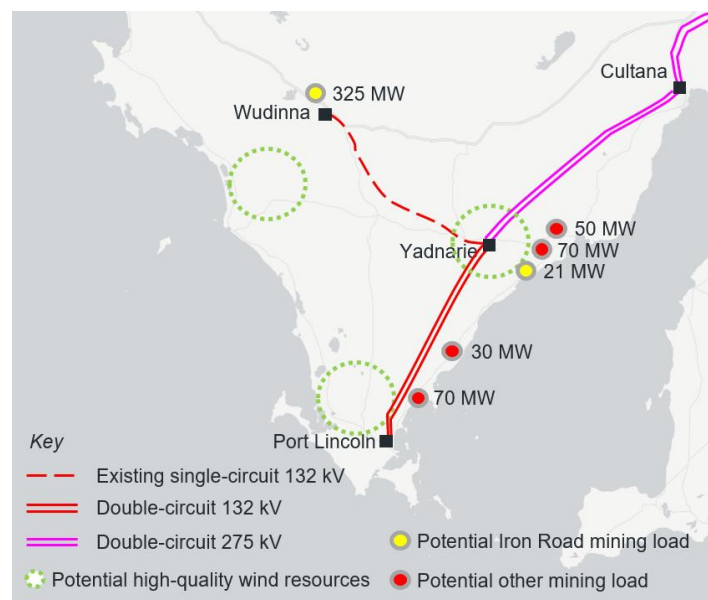 Cultana
325 MW
Wudinna
50 MW
Yadnarie
70 MW
21 MW
30 MW
70 MW
Port Lincoln
Key
Existing single-circuit 132 kV
Double-circuit 132 kV
Double-circuit 275 kV
Potential Iron Road mining load
Potential high-quality wind resources
Potential other mining load